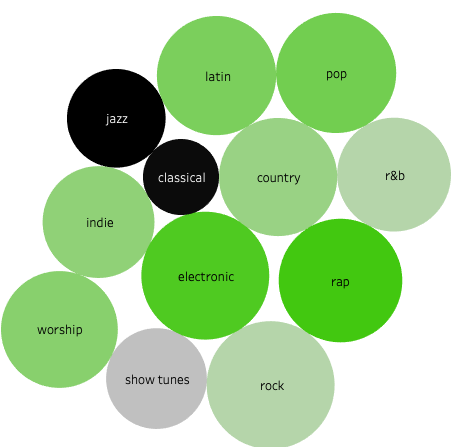 latin
pop
jazz
classical
country
r&b
indie
electronic
rap
worship
show tunes
rock